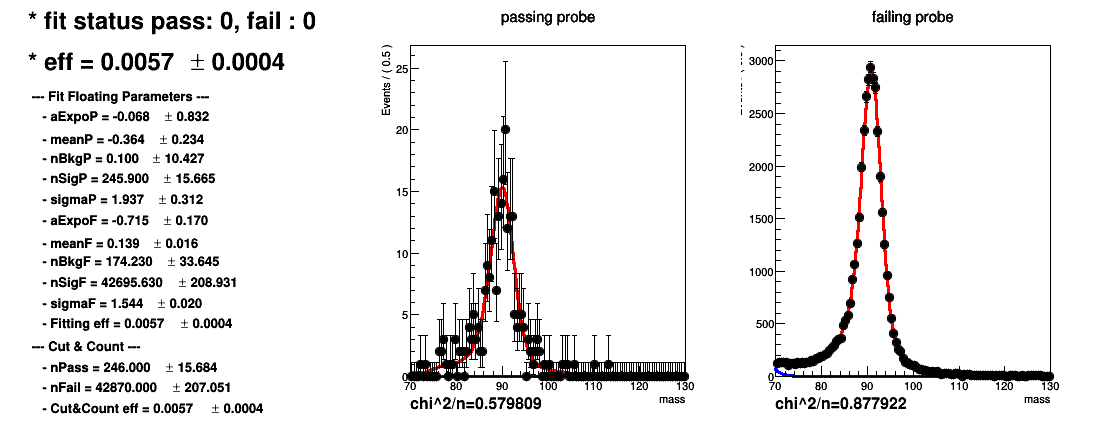 * fit status pass: 0, fail : 0
* eff = 0.0057 ± 0.0004
--- Fit Floating Parameters ---
- aExpoP = -0.068 ± 0.832
- meanP = -0.364 ± 0.234
- nBkgP = 0.100 ± 10.427
- nSigP = 245.900 ± 15.665
- sigmaP = 1.937 ± 0.312
- aExpoF = -0.715 ± 0.170
- meanF = 0.139 ± 0.016
- nBkgF = 174.230 ± 33.645
- nSigF = 42695.630 ± 208.931
- sigmaF = 1.544 ± 0.020
- Fitting eff = 0.0057 ± 0.0004
--- Cut & Count ---
- nPass = 246.000 ± 15.684
- nFail = 42870.000 ± 207.051
- Cut&Count eff = 0.0057 ± 0.0004
passing probe
Events / ( 0.5 )
25
20
15
10
5
0
70 80 90 100 110 120 130
mass
chi^2/n=0.579809
failing probe
3000
2500
2000
1500
1000
500
0
70 80 90 100 110 120 130
mass
chi^2/n=0.877922